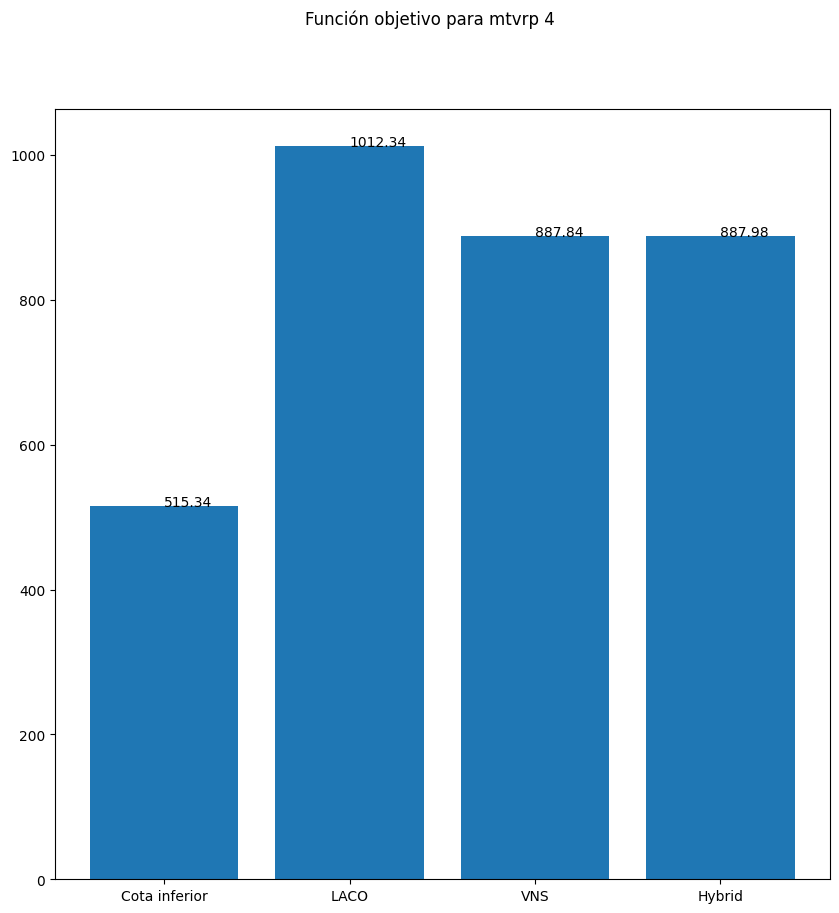 Función objetivo para mtvrp 4
1000
800
600
400
200
0
1012.34
887.84
887.98
515.34
Cota inferior
LACO
VNS
Hybrid